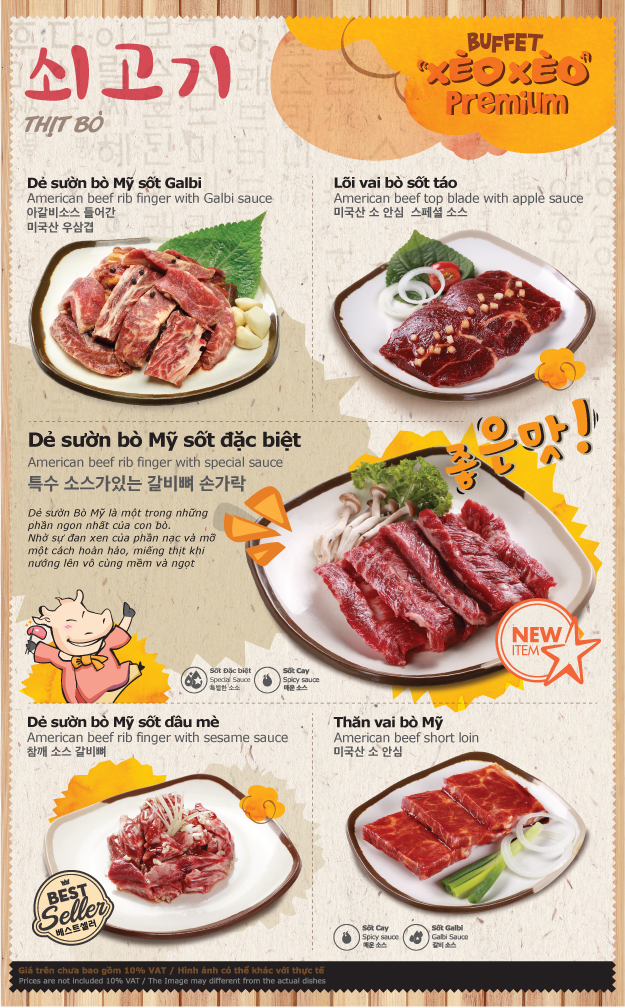 쇠고기
THỊT BÒ
BUFFET
"XÈO XÈO"
Premium
Dẻ sườn bò Mỹ sốt Galbi
American beef rib finger with Galbi sauce
아갈비소스 들어간
미국산 우삼겹
Lõi vai bò sốt táo
American beef top blade with apple sauce
미국산 소 안심 스페셜 소스
Dẻ sườn bò Mỹ sốt đặc biệt
American beef rib finger with special sauce
특수 소스가있는 갈비뼈 손가락
좋은맛!
Dẻ sườn Bò Mỹ là một trong những
phần ngon nhất của con bò.
Nhờ sự đan xen của phần nạc và mỡ
một cách hoàn hảo, miếng thịt khi
nướng lên vô cùng mềm và ngọt
NEW
ITEM
Sốt Đặc biệt
Special Sauce
특별한 소스
Sốt Cay
Spicy sauce
매운 소스
Dẻ sườn bò Mỹ sốt dầu mè
American beef rib finger with sesame sauce
참깨 소스 갈비뼈
Thăn vai bò Mỹ
American beef short loin
미국산 소 안심
BEST
Seller
베스트셀러
Sốt Cay
Spicy sauce
매운 소스
Sốt Galbi
Galbi Sauce
갈비 소스
Giá trên chưa bao gồm 10% VAT / Hình ảnh có thể khác với thực tế
Prices are not included 10% VAT / The Image may different from the actual dishes